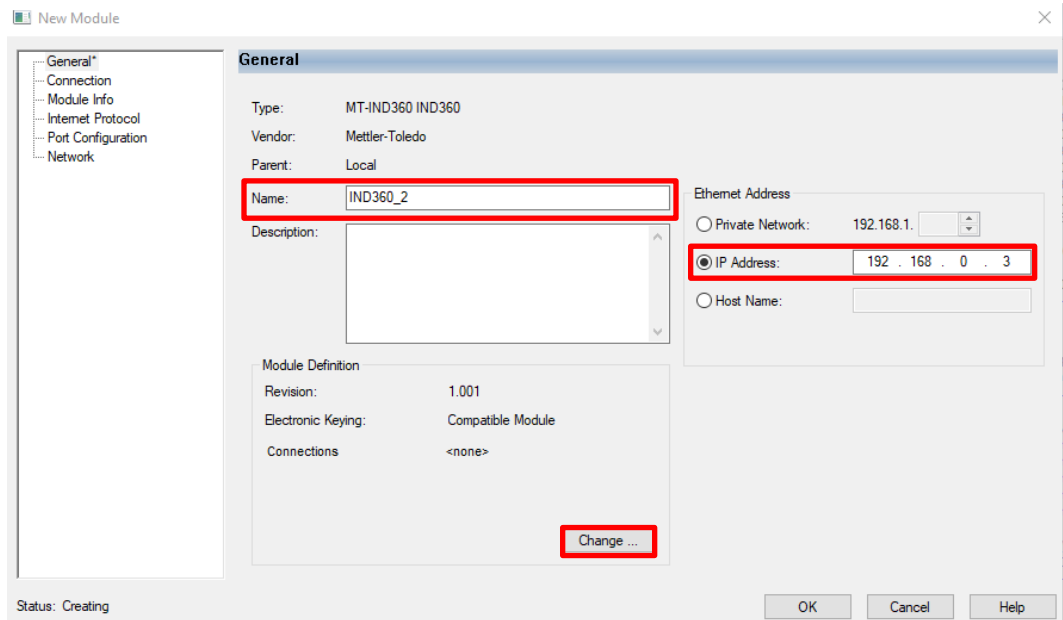 New Module
General*
Connection
Module Info
Internet Protocol
Port Configuration
Network
General
Type: MT-IND360 IND360
Vendor: Mettler-Toledo
Parent: Local
Name: IND360_2
Description:
Ethernet Address
Private Network: 192.168.1.
IP Address: 192 . 168 . 0 . 3
Host Name:
Module Definition
Revision: 1.001
Electronic Keying: Compatible Module
Connections <none>
Change ...
Status: Creating
OK Cancel Help